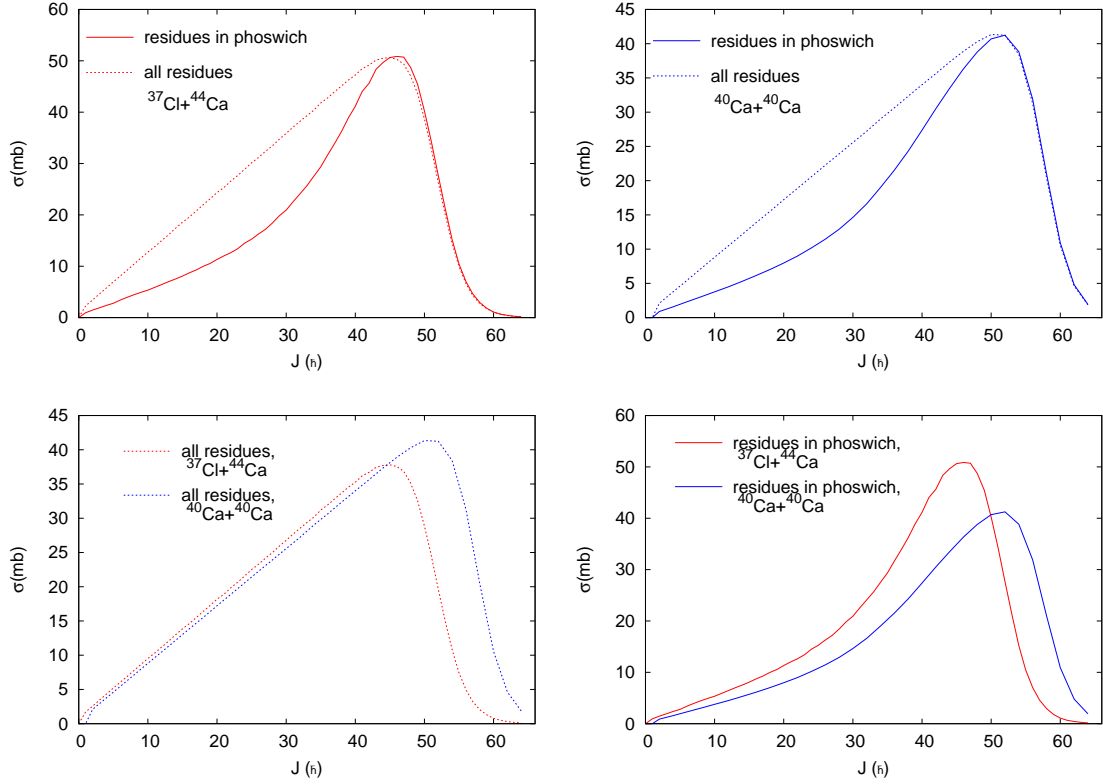 60
50
40
30
20
10
0
σ(mb)
residues in phoswich
all residues
³⁷Cl+⁴⁴Ca
0 10 20 30 40 50 60
J (ħ)
45
40
35
30
25
20
15
10
5
0
σ(mb)
residues in phoswich
all residues
⁴⁰Ca+⁴⁰Ca
0 10 20 30 40 50 60
J (ħ)
45
40
35
30
25
20
15
10
5
0
σ(mb)
all residues,
³⁷Cl+⁴⁴Ca
all residues,
⁴⁰Ca+⁴⁰Ca
0 10 20 30 40 50 60
J (ħ)
60
50
40
30
20
10
0
σ(mb)
residues in phoswich,
³⁷Cl+⁴⁴Ca
residues in phoswich,
⁴⁰Ca+⁴⁰Ca
0 10 20 30 40 50 60
J (ħ)